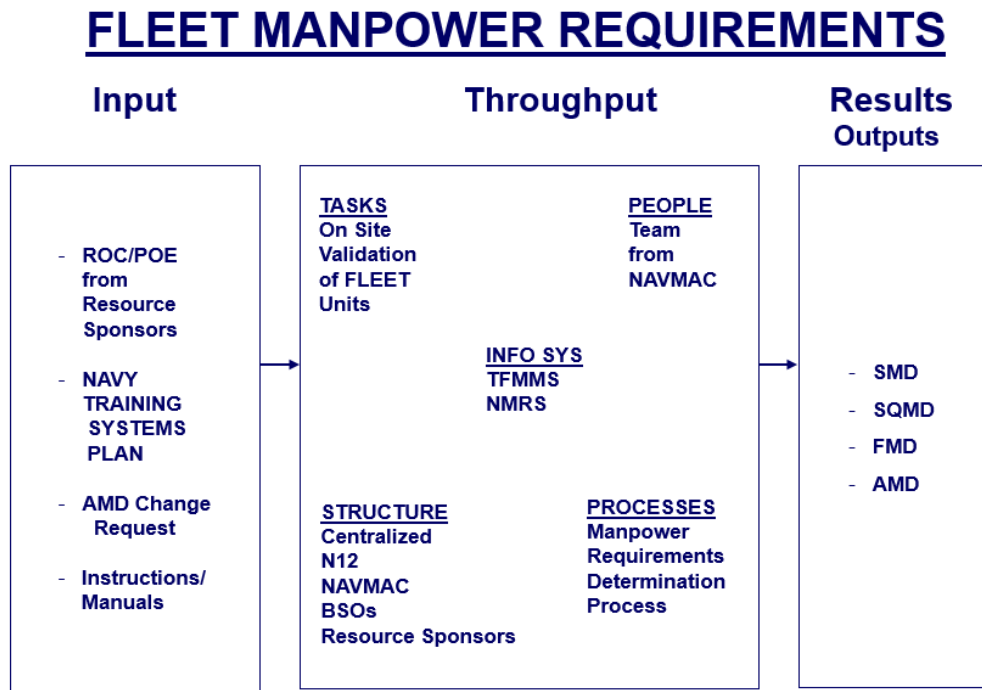 FLEET MANPOWER REQUIREMENTS
Input
Throughput
Results
Outputs
- ROC/POE
from
Resource
Sponsors
- NAVY
TRAINING
SYSTEMS
PLAN
- AMD Change
Request
- Instructions/
Manuals
TASKS
On Site
Validation
of FLEET
Units
PEOPLE
Team
from
NAVMAC
INFO SYS
TFMMS
NMRS
STRUCTURE
Centralized
N12
NAVMAC
BSOs
Resource Sponsors
PROCESSES
Manpower
Requirements
Determination
Process
- SMD
- SQMD
- FMD
- AMD